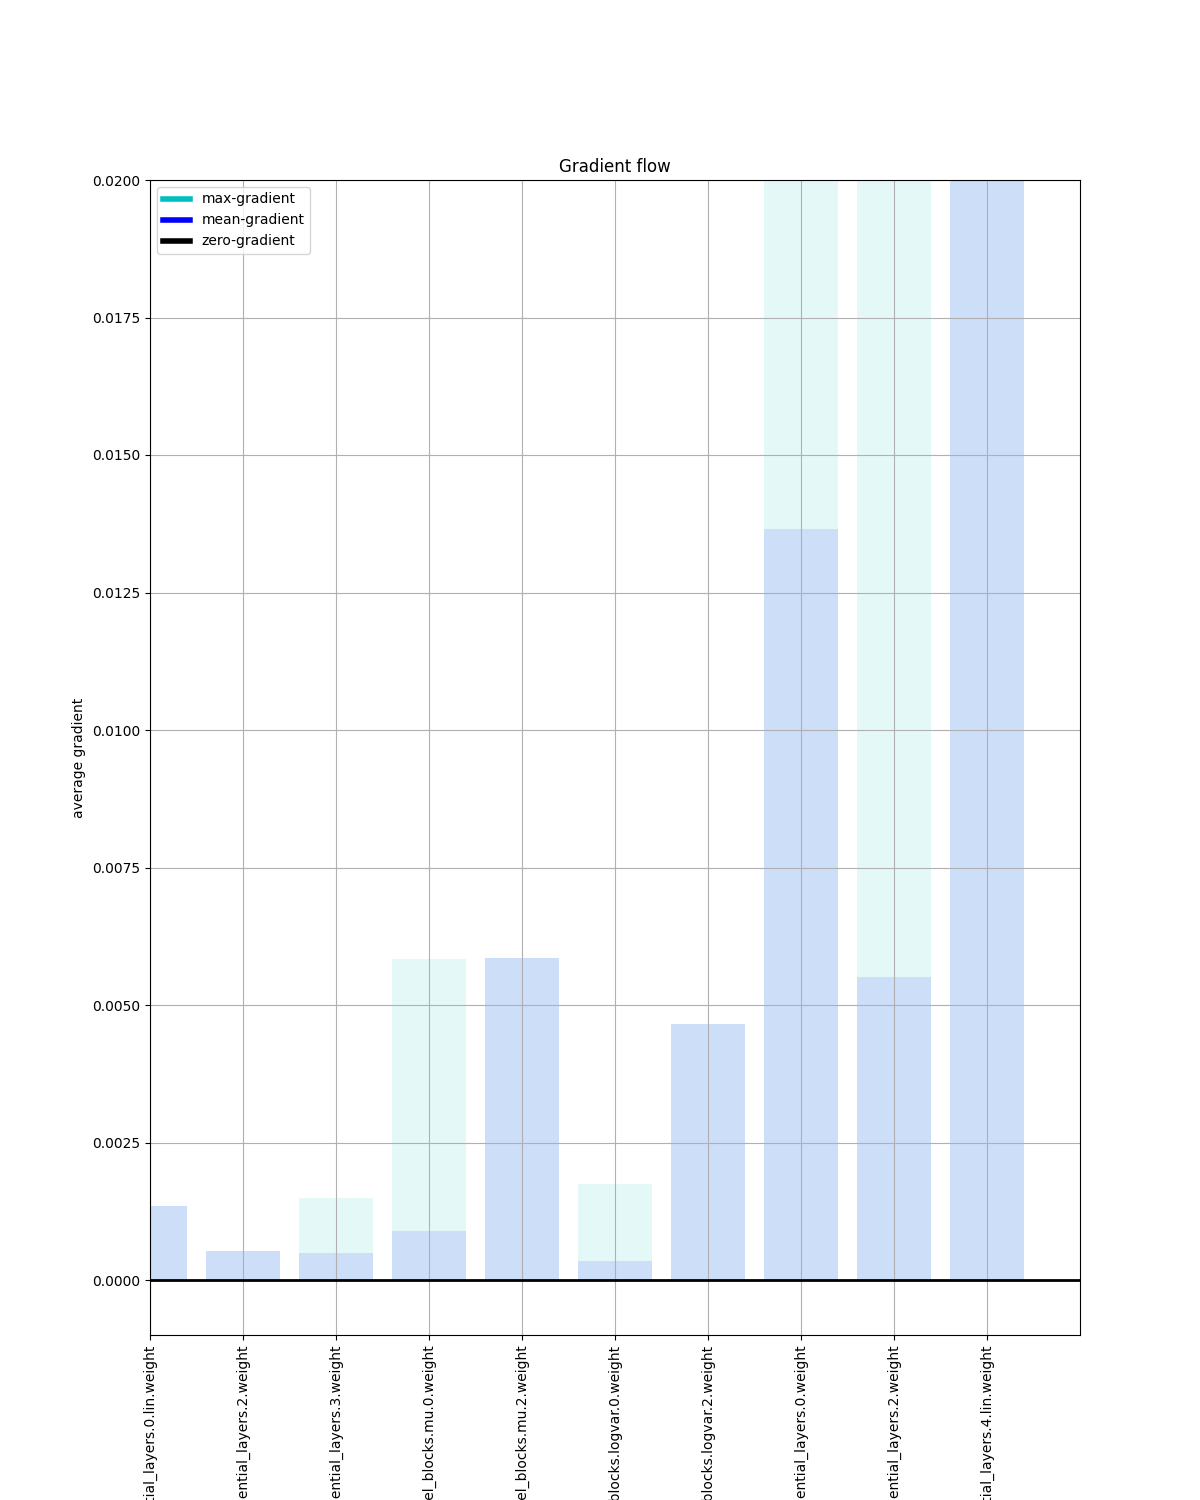 Gradient flow
max-gradient
mean-gradient
zero-gradient
0.0200
0.0175
0.0150
0.0125
0.0100
0.0075
0.0050
0.0025
0.0000
average gradient
tial_layers.0.lin.weight
ential_layers.2.weight
ential_layers.3.weight
el_blocks.mu.0.weight
el_blocks.mu.2.weight
blocks.logvar.0.weight
blocks.logvar.2.weight
ential_layers.0.weight
ential_layers.2.weight
tial_layers.4.lin.weight